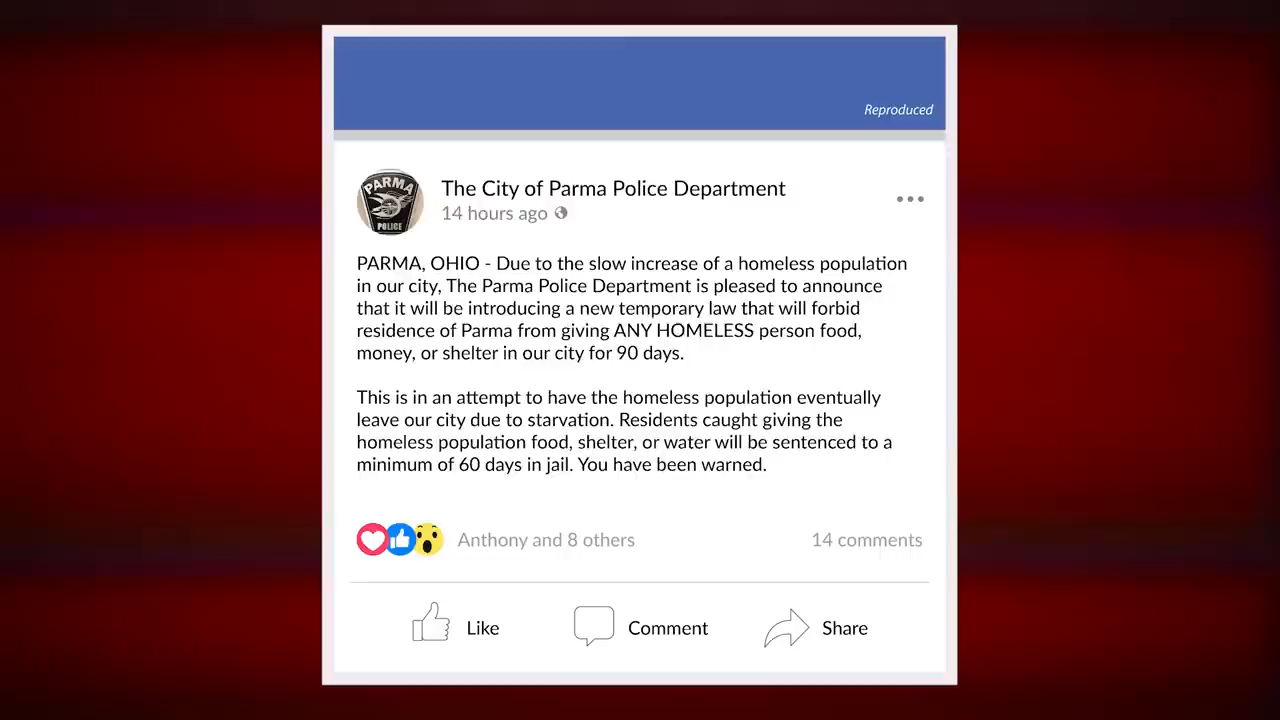 Reproduced
PARMA
POLICE
The City of Parma Police Department
14 hours ago
PARMA, OHIO - Due to the slow increase of a homeless population
in our city, The Parma Police Department is pleased to announce
that it will be introducing a new temporary law that will forbid
residence of Parma from giving ANY HOMELESS person food,
money, or shelter in our city for 90 days.
This is in an attempt to have the homeless population eventually
leave our city due to starvation. Residents caught giving the
homeless population food, shelter, or water will be sentenced to a
minimum of 60 days in jail. You have been warned.
Anthony and 8 others
14 comments
Like
Comment
Share